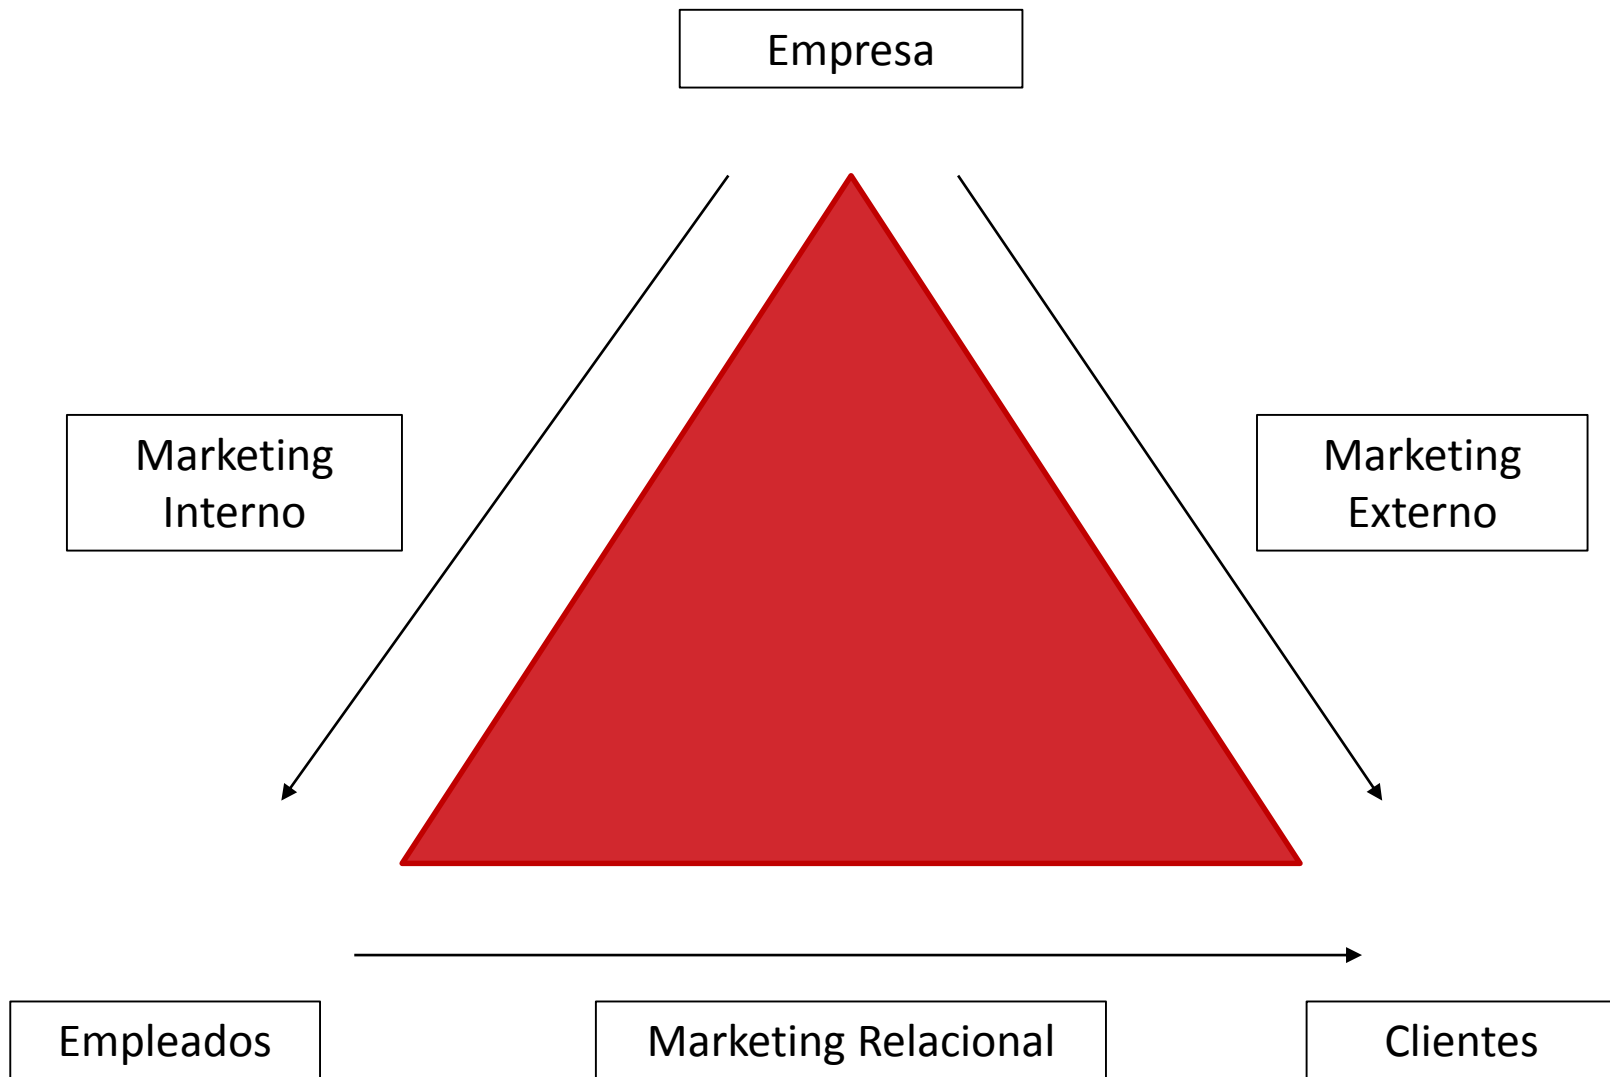 Empresa
Marketing
Interno
Marketing
Externo
Empleados
Marketing Relacional
Clientes